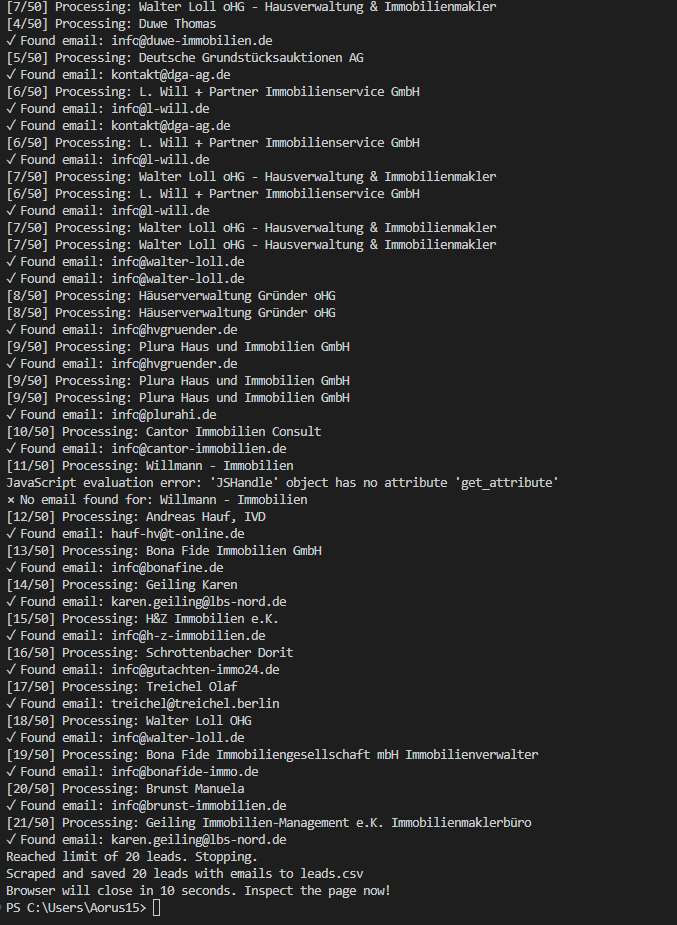 [7/50] Processing: Walter Loll oHG - Hausverwaltung & Immobilienmakler
[4/50] Processing: Duwe Thomas
✓ Found email: info@duwe-immobilien.de
[5/50] Processing: Deutsche Grundstücksauktionen AG
✓ Found email: kontakt@dga-ag.de
[6/50] Processing: L. Will + Partner Immobilienservice GmbH
✓ Found email: info@l-will.de
✓ Found email: kontakt@dga-ag.de
[6/50] Processing: L. Will + Partner Immobilienservice GmbH
✓ Found email: info@l-will.de
[7/50] Processing: Walter Loll oHG - Hausverwaltung & Immobilienmakler
[6/50] Processing: L. Will + Partner Immobilienservice GmbH
✓ Found email: info@l-will.de
[7/50] Processing: Walter Loll oHG - Hausverwaltung & Immobilienmakler
[7/50] Processing: Walter Loll oHG - Hausverwaltung & Immobilienmakler
✓ Found email: info@walter-loll.de
✓ Found email: info@walter-loll.de
[8/50] Processing: Häuserverwaltung Gründer oHG
[8/50] Processing: Häuserverwaltung Gründer oHG
✓ Found email: info@hvgruender.de
[9/50] Processing: Plura Haus und Immobilien GmbH
✓ Found email: info@hvgruender.de
[9/50] Processing: Plura Haus und Immobilien GmbH
[9/50] Processing: Plura Haus und Immobilien GmbH
✓ Found email: info@plurahi.de
[10/50] Processing: Cantor Immobilien Consult
✓ Found email: info@cantor-immobilien.de
[11/50] Processing: Willmann - Immobilien
JavaScript evaluation error: 'JSHandle' object has no attribute 'get_attribute'
× No email found for: Willmann - Immobilien
[12/50] Processing: Andreas Hauf, IVD
✓ Found email: hauf-hv@t-online.de
[13/50] Processing: Bona Fide Immobilien GmbH
✓ Found email: info@bonafine.de
[14/50] Processing: Geiling Karen
✓ Found email: karen.geiling@lbs-nord.de
[15/50] Processing: H&Z Immobilien e.K.
✓ Found email: info@h-z-immobilien.de
[16/50] Processing: Schrottenbacher Dorit
✓ Found email: info@gutachten-immo24.de
[17/50] Processing: Treichel Olaf
✓ Found email: treichel@treichel.berlin
[18/50] Processing: Walter Loll OHG
✓ Found email: info@walter-loll.de
[19/50] Processing: Bona Fide Immobiliengesellschaft mbH Immobilienverwalter
✓ Found email: info@bonafide-immo.de
[20/50] Processing: Brunst Manuela
✓ Found email: info@brunst-immobilien.de
[21/50] Processing: Geiling Immobilien-Management e.K. Immobilienmaklerbüro
✓ Found email: karen.geiling@lbs-nord.de
Reached limit of 20 leads. Stopping.
Scraped and saved 20 leads with emails to leads.csv
Browser will close in 10 seconds. Inspect the page now!
PS C:\Users\Aorus15>